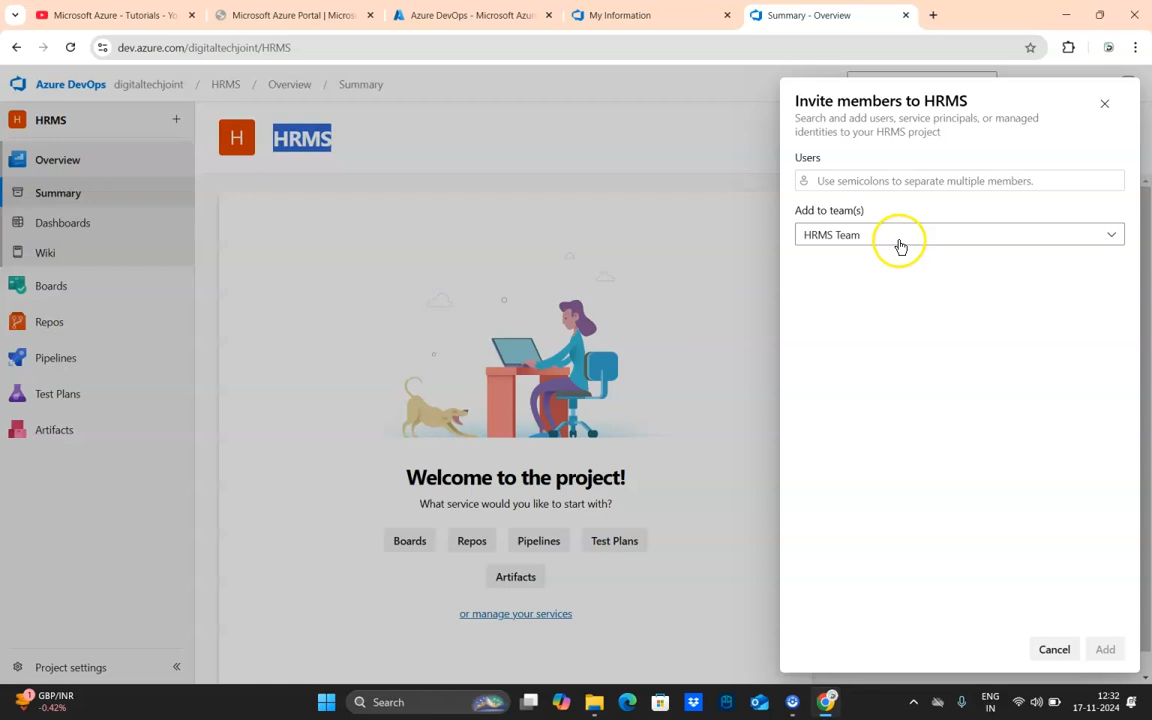 Microsoft Azure - Tutorials - Yo
Microsoft Azure Portal | Micros
Azure DevOps - Microsoft Azu
My Information
Summary - Overview
dev.azure.com/digitaltechjoint/HRMS
Azure DevOps digitaltechjoint / HRMS / Overview / Summary
H HRMS
Overview
Summary
Dashboards
Wiki
Boards
Repos
Pipelines
Test Plans
Artifacts
Project settings
H HRMS
Welcome to the project!
What service would you like to start with?
Boards Repos Pipelines Test Plans
Artifacts
or manage your services
Invite members to HRMS
Search and add users, service principals, or managed
identities to your HRMS project
Users
Use semicolons to separate multiple members.
Add to team(s)
HRMS Team
Cancel Add
1
GBP/INR
-0.42%
Search
ENG
IN
12:32
17-11-2024